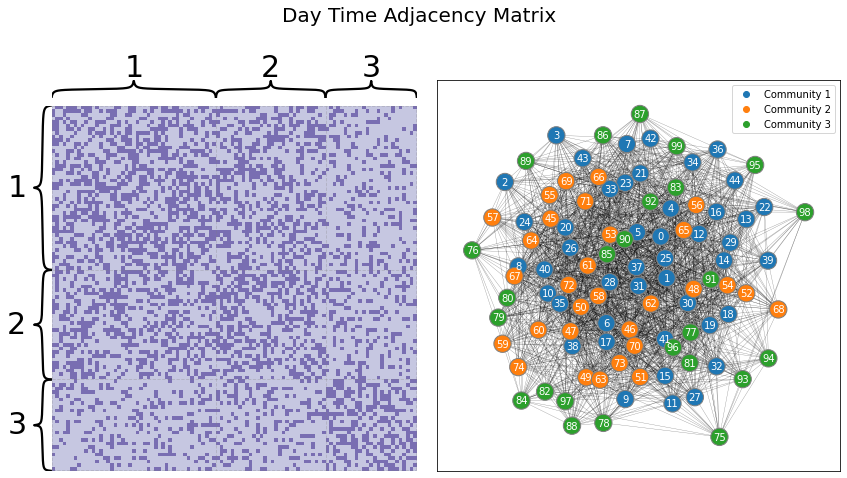 Day Time Adjacency Matrix
1 2 3
1
2
3
Community 1
Community 2
Community 3
87
3 86 7 42 99 36
89 43 34 95
2 69 66 23 21 83 44
55 33 92
57 45 71 4 56 16 22 98
24 20 53 5 0 65 12 13
64 26 90 29
76 85 25 14 39
8 40 61 37
67 72 28 31 1 91 54
80 10 58 48 52
79 35 50 62 30 18 68
60 47 6 46 77 19
59 38 17 70 41 96
74 73 81 32 94
49 63 51 15 93
84 82 97 9 11 27
88 78 75